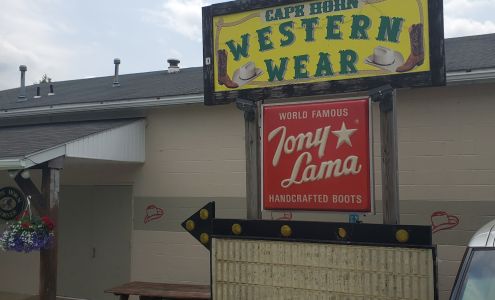 CAPE HORN
WESTERN
WEAR
WORLD FAMOUS
Tony
Lama
HANDCRAFTED BOOTS